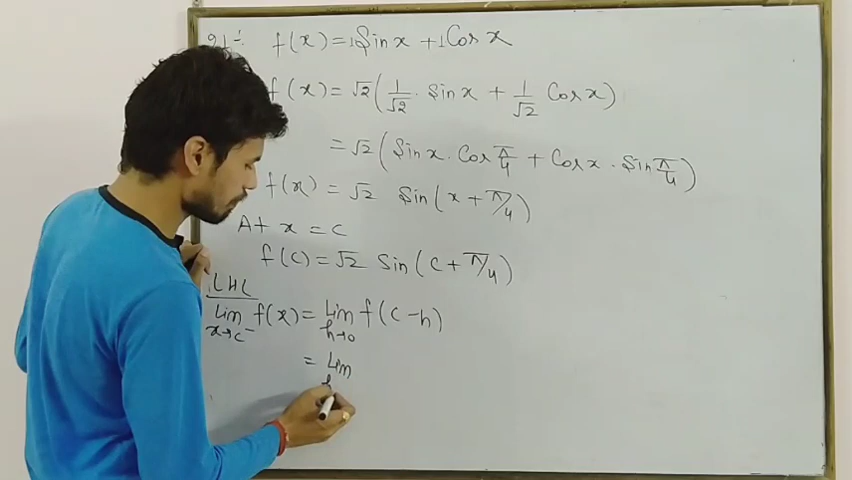 f(x) = 1 Sin x + 1 Cos x
f(x) = √2 ( 1/√2 . Sin x + 1/√2 Cos x )
= √2 ( Sin x . Cos π/4 + Cos x . Sin π/4 )
f(x) = √2 Sin ( x + π/4 )
At x = C
f(C) = √2 Sin ( C + π/4 )
LHL
Lim x→c⁻ f(x) = Lim h→0 f(c - h)
= Lim